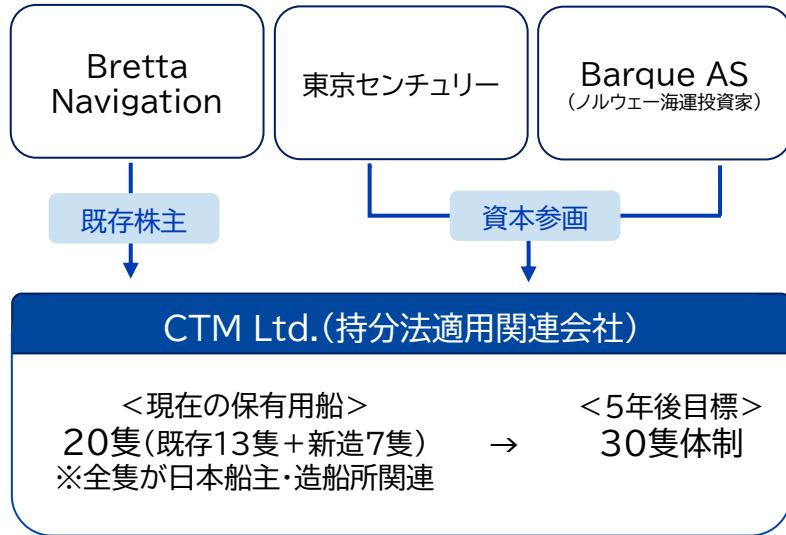 Bretta
Navigation
東京センチュリー
Barque AS
(ノルウェー海運投資家)
既存株主
資本参画
CTM Ltd.(持分法適用関連会社)
<現在の保有用船>
20隻(既存13隻+新造7隻)
※全隻が日本船主・造船所関連
→
<5年後目標>
30隻体制